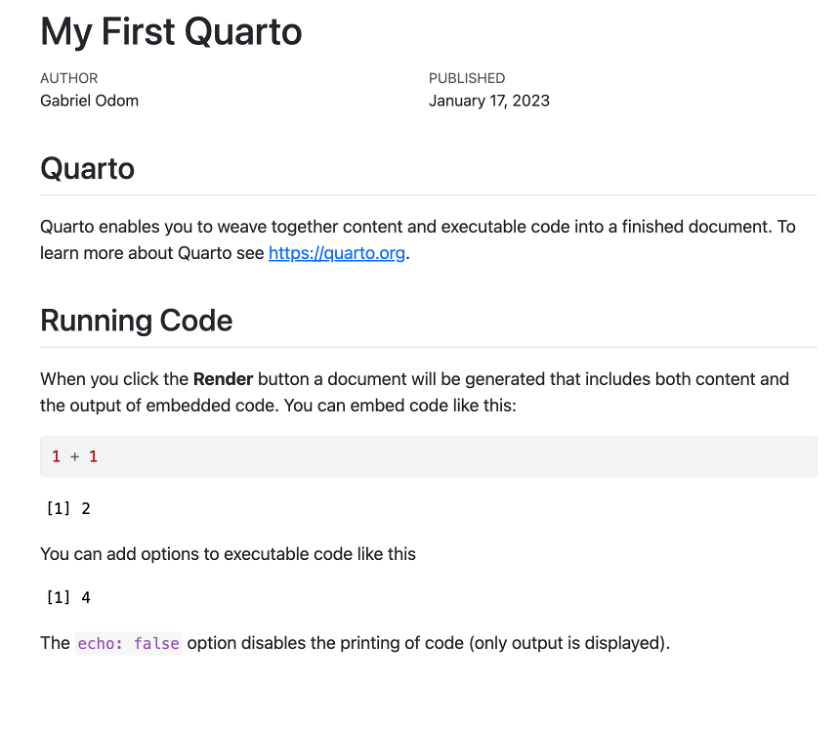 My First Quarto
AUTHOR
Gabriel Odom
PUBLISHED
January 17, 2023
Quarto
Quarto enables you to weave together content and executable code into a finished document. To
learn more about Quarto see https://quarto.org.
Running Code
When you click the Render button a document will be generated that includes both content and
the output of embedded code. You can embed code like this:
1 + 1
[1] 2
You can add options to executable code like this
[1] 4
The echo: false option disables the printing of code (only output is displayed).